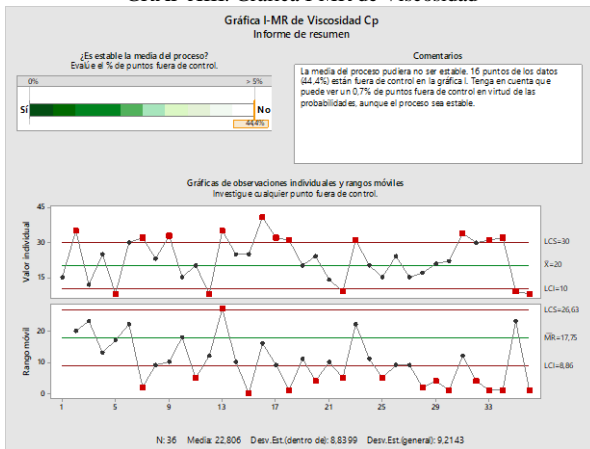 Gráfica I-MR de Viscosidad Cp
Informe de resumen
¿Es estable la media del proceso?
Evalúe el % de puntos fuera de control.
0% > 5%
Sí No
44,4%
Comentarios
La media del proceso pudiera no ser estable. 16 puntos de los datos
(44,4%) están fuera de control en la gráfica I. Tenga en cuenta que
puede ver un 0,7% de puntos fuera de control en virtud de las
probabilidades, aunque el proceso sea estable.
Gráficas de observaciones individuales y rangos móviles
Investigue cualquier punto fuera de control.
Valor individual
45
30
15
LCS=30
X̄=20
LCI=10
Rango móvil
20
10
0
LCS=26,63
M̅R̅=17,75
LCI=8,86
1 5 9 13 17 21 25 29 33
N: 36 Media: 22,806 Desv.Est.(dentro de): 8,8399 Desv.Est.(general): 9,2143